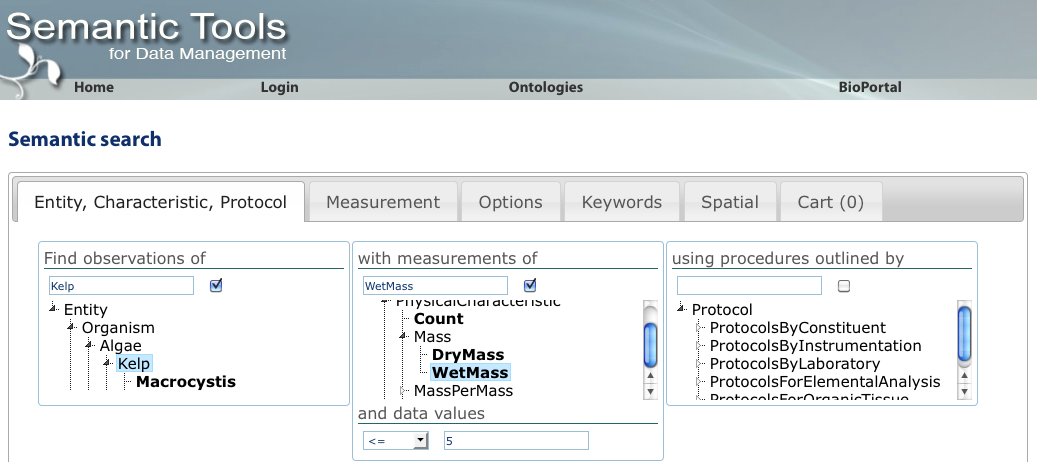 Semantic Tools
for Data Management
Home Login Ontologies BioPortal
Semantic search
Entity, Characteristic, Protocol Measurement Options Keywords Spatial Cart (0)
Find observations of
Kelp
Entity
Organism
Algae
Kelp
Macrocystis
with measurements of
WetMass
PhysicalCharacteristic
Count
Mass
DryMass
WetMass
MassPerMass
and data values
<= 5
using procedures outlined by
Protocol
ProtocolsByConstituent
ProtocolsByInstrumentation
ProtocolsByLaboratory
ProtocolsForElementalAnalysis
ProtocolsForOrganicTissue